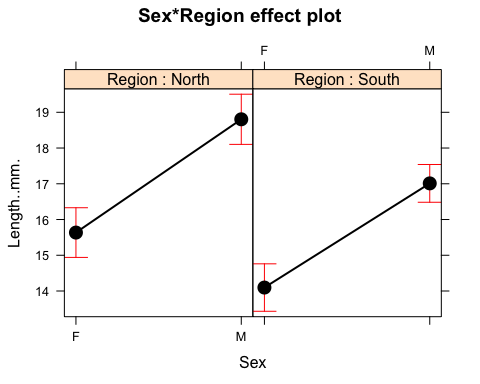 Sex*Region effect plot
F M
Region : North Region : South
19
18
17
16
15
14
Length..mm.
F M
Sex